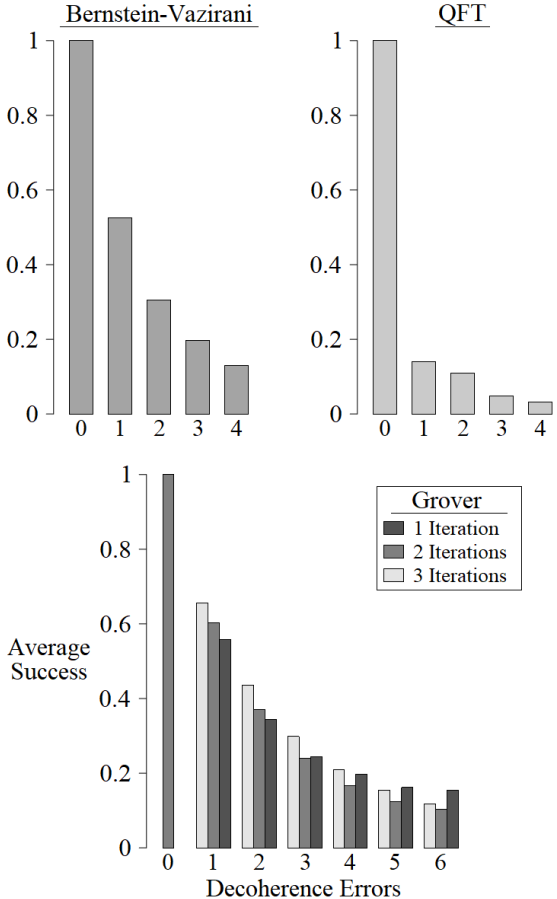 Bernstein-Vazirani
1
0.8
0.6
0.4
0.2
0
0 1 2 3 4
QFT
1
0.8
0.6
0.4
0.2
0
0 1 2 3 4
Average
Success
1
0.8
0.6
0.4
0.2
0
0 1 2 3 4 5 6
Decoherence Errors
Grover
1 Iteration
2 Iterations
3 Iterations